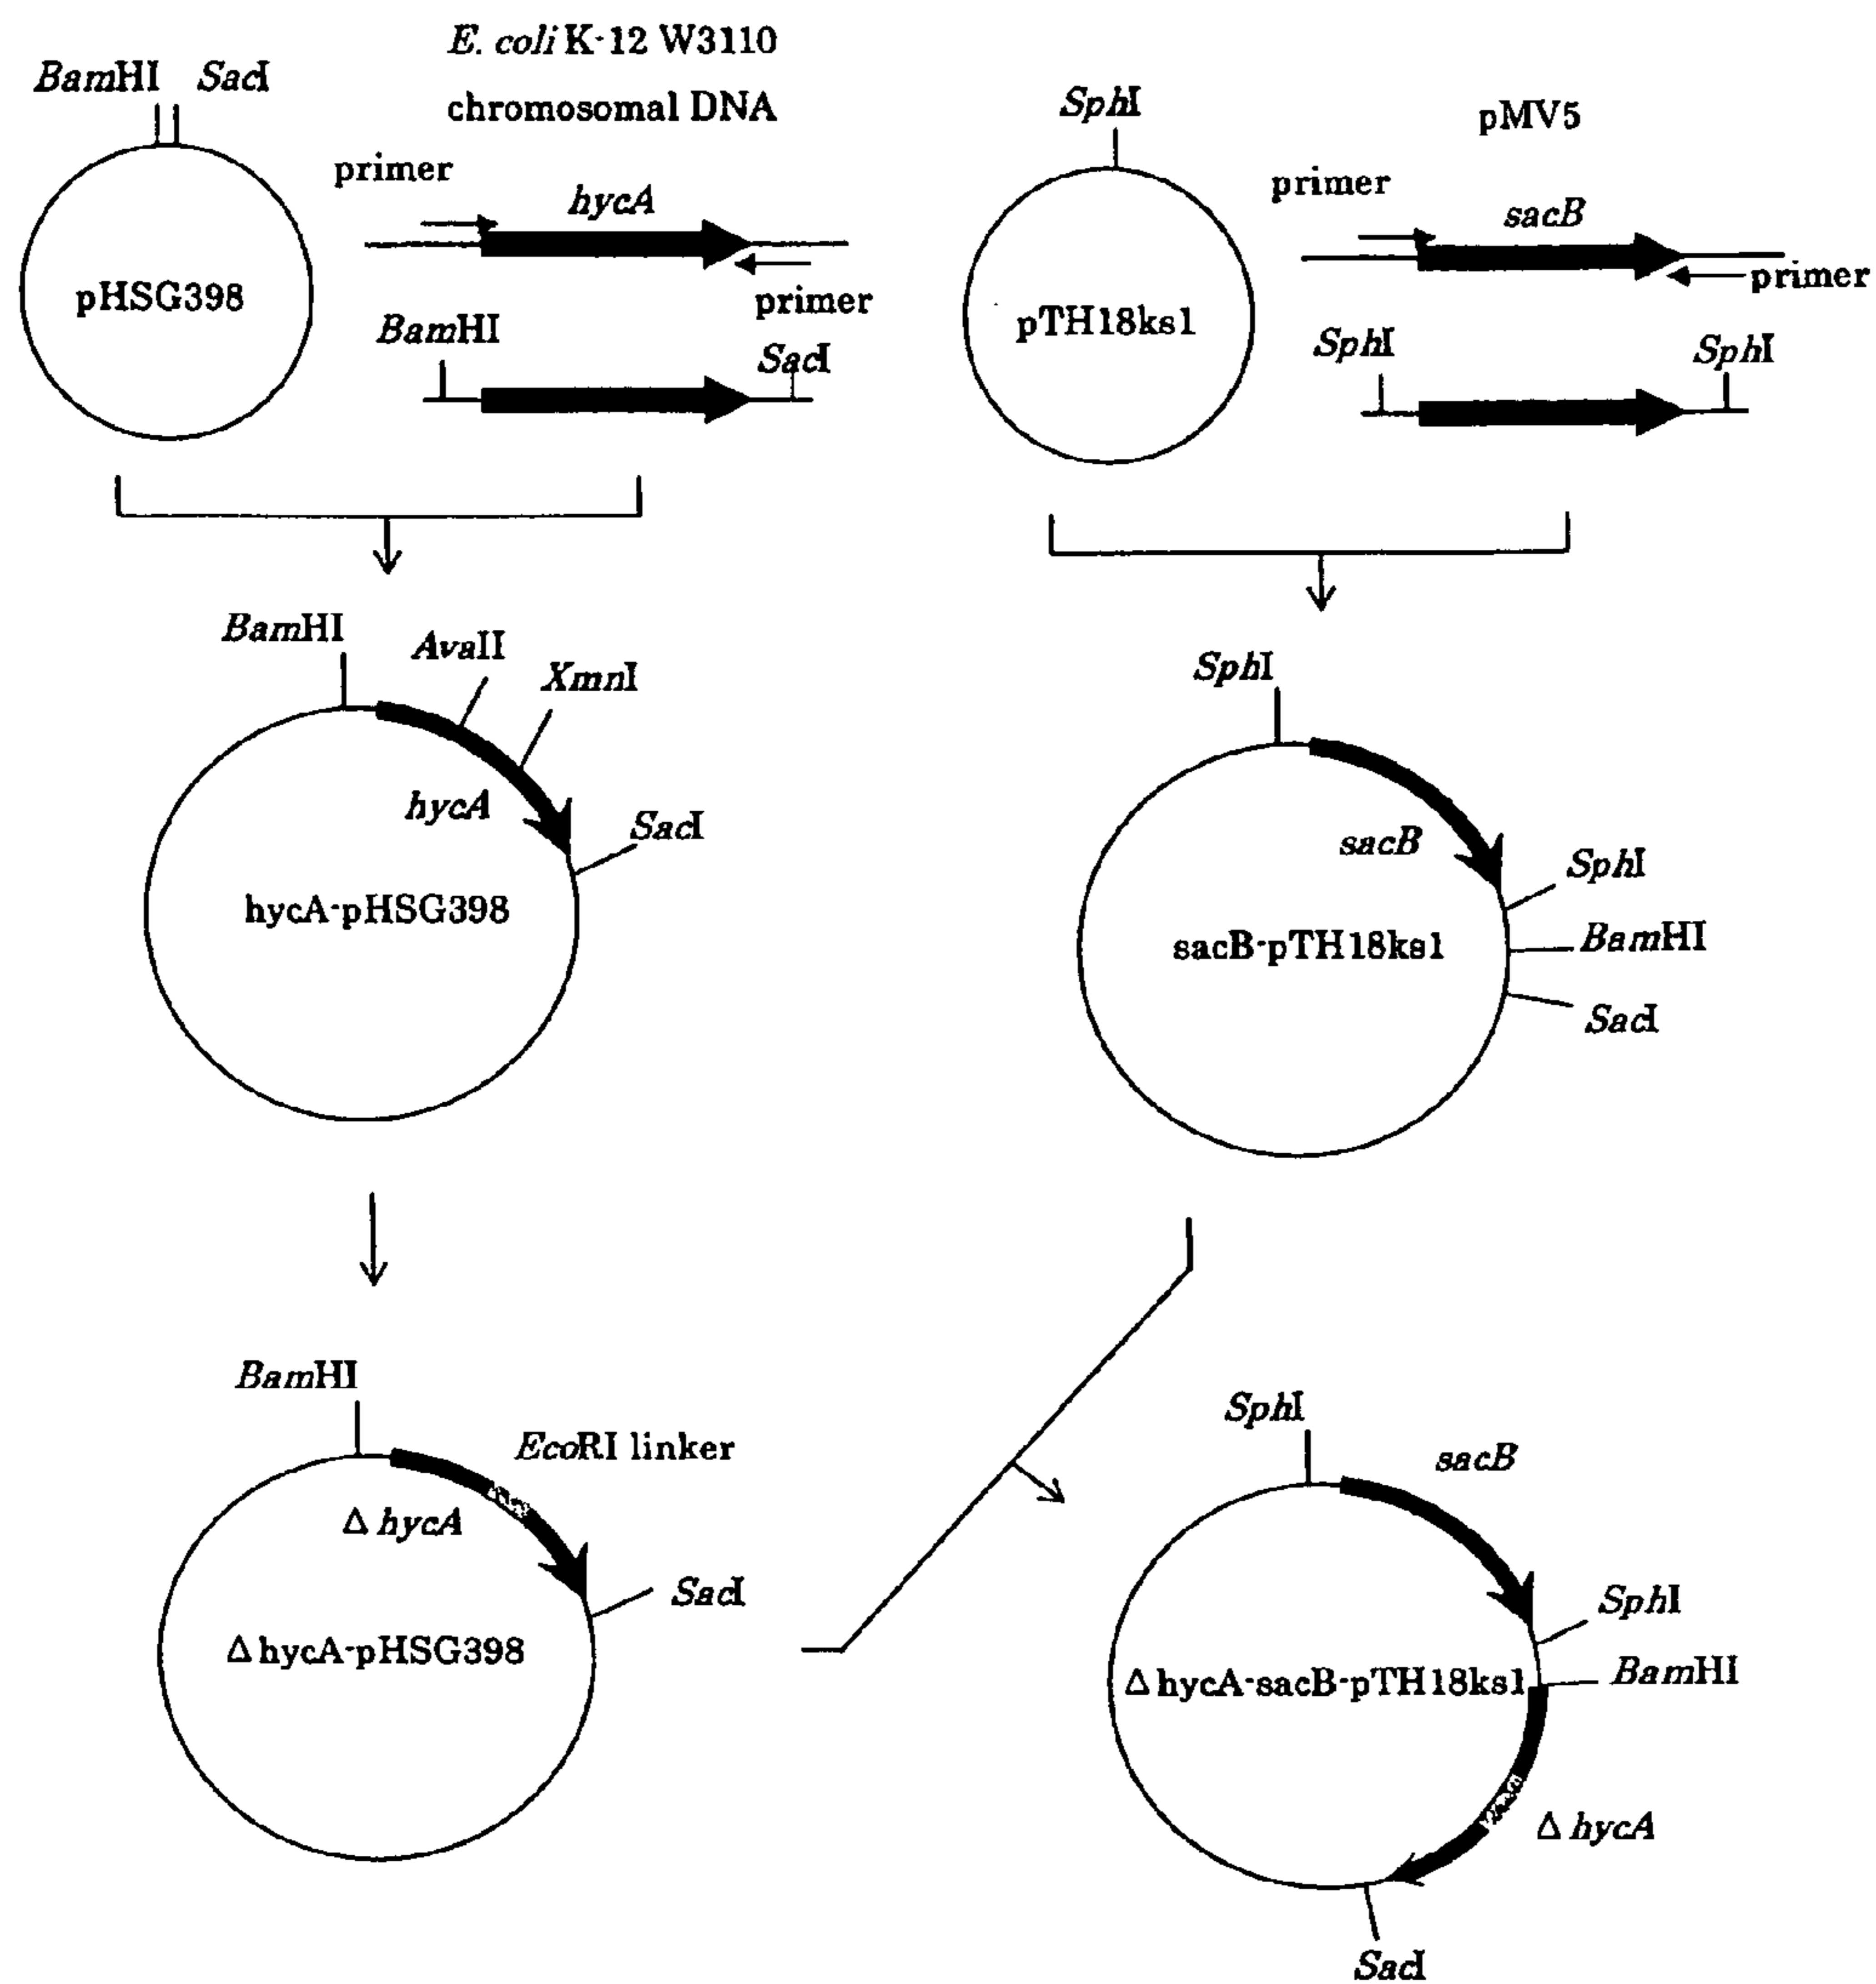 E. coli K-12 W3110
chromosomal DNA
BamHI SacI
primer
hycA
pHSG398
primer
BamHI
SacI
SphI
pMV5
primer
sacB
pTH18ks1
primer
SphI
SphI
BamHI
AvaII
XmnI
hycA
SacI
hycA-pHSG398
SphI
sacB
SphI
BamHI
sacB-pTH18ks1
SacI
BamHI
EcoRI linker
Δ hycA
SacI
Δ hycA-pHSG398
SphI
sacB
SphI
BamHI
Δ hycA-sacB-pTH18ks1
Δ hycA
SacI